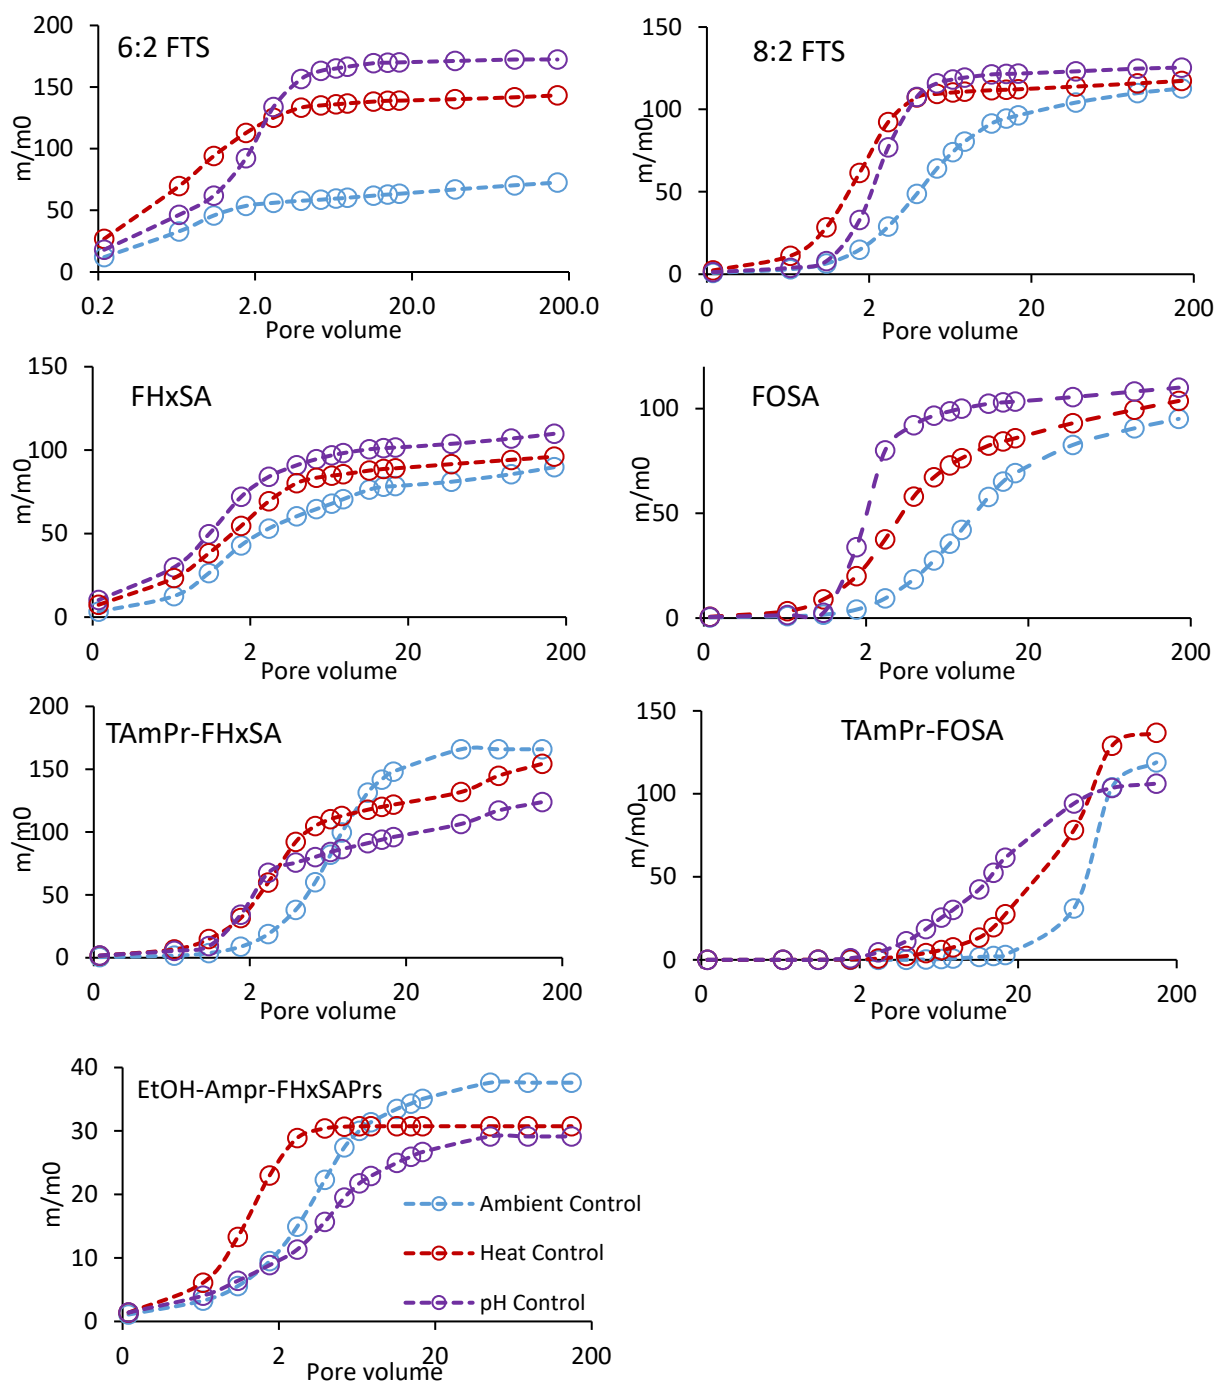 6:2 FTS
m/m0
200
150
100
50
0
0.2
2.0
20.0
200.0
Pore volume
8:2 FTS
m/m0
150
100
50
0
0
2
20
200
Pore volume
FHxSA
m/m0
150
100
50
0
0
2
20
200
Pore volume
FOSA
m/m0
100
50
0
0
2
20
200
Pore volume
TAmPr-FHxSA
m/m0
200
150
100
50
0
0
2
20
200
Pore volume
TAmPr-FOSA
m/m0
150
100
50
0
0
2
20
200
Pore volume
EtOH-Ampr-FHxSAPrs
m/m0
40
30
20
10
0
0
2
20
200
Pore volume
Ambient Control
Heat Control
pH Control